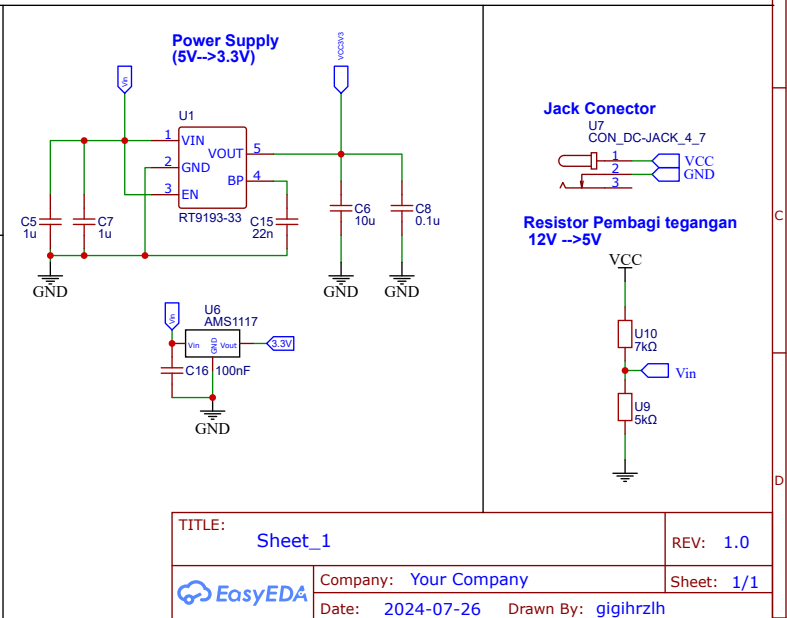 Power Supply
(5V-->3.3V)
Vin
VCC3V3
U1
1 VIN
VOUT 5
2 GND
BP 4
3 EN
RT9193-33
C5
1u
C7
1u
C15
22n
C6
10u
C8
0.1u
GND
GND
GND
Vin
U6
AMS1117
Vin
GND
Vout
3.3V
C16
100nF
GND
Jack Conector
U7
CON_DC-JACK_4_7
1
VCC
2
GND
3
Resistor Pembagi tegangan
12V -->5V
VCC
U10
7kΩ
Vin
U9
5kΩ
C
D
TITLE:
Sheet_1
REV: 1.0
EasyEDA
Company: Your Company
Sheet: 1/1
Date: 2024-07-26
Drawn By: gigihrzlh